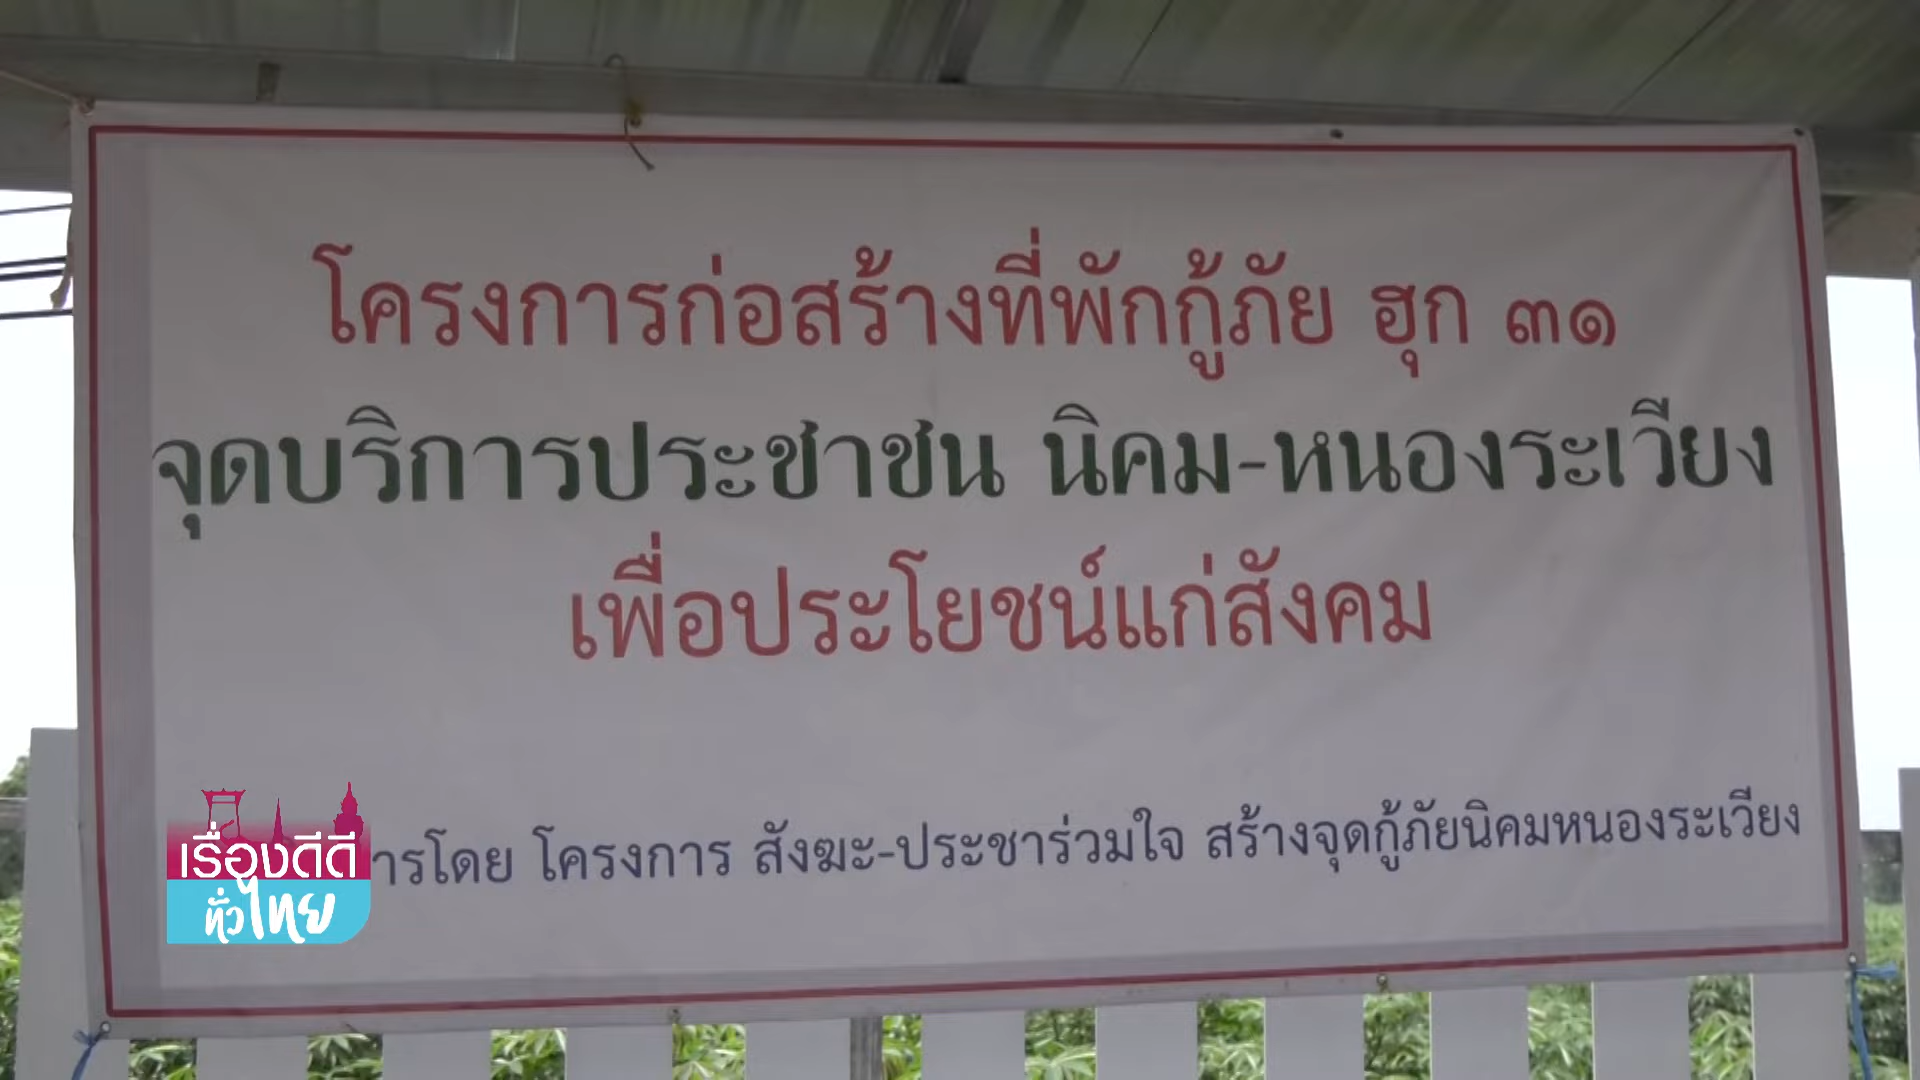 โครงการก่อสร้างที่พักกู้ภัย ฮุก ๓๑
จุดบริการประชาชน นิคม-หนองระเวียง
เพื่อประโยชน์แก่สังคม
ารโดย โครงการ สังฆะ-ประชาร่วมใจ สร้างจุดกู้ภัยนิคมหนองระเวียง
เรื่องดีดี
ทั่วไทย